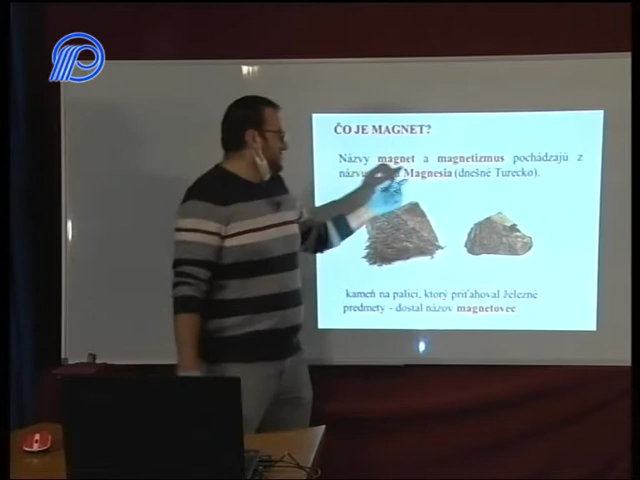 ČO JE MAGNET?
Názvy magnet a magnetizmus pochádzajú z
názvu Magnesia (dnešné Turecko).
kameň na palici, ktorý priťahoval železné
predmety - dostal názov magnetovec